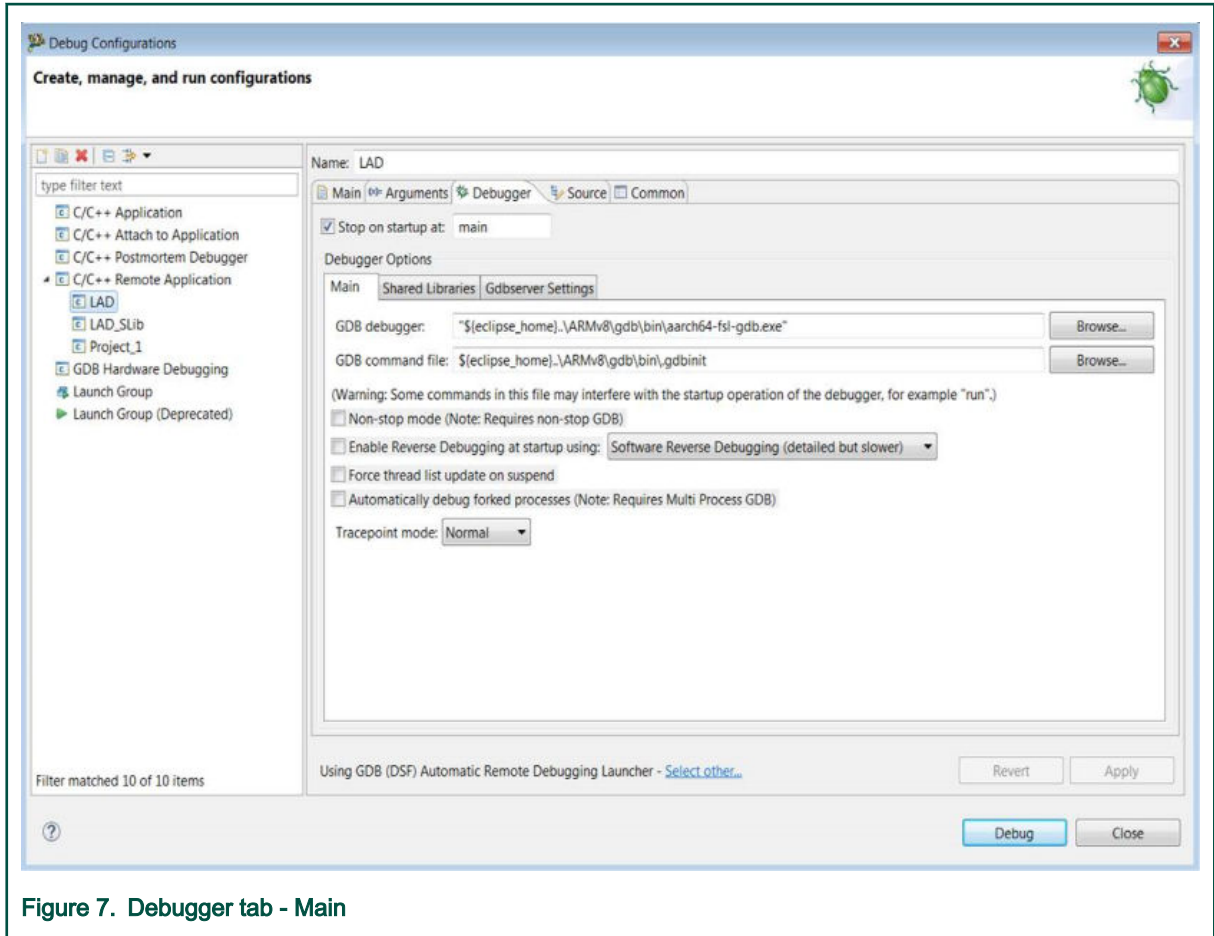 Debug Configurations
Create, manage, and run configurations
type filter text
C/C++ Application
C/C++ Attach to Application
C/C++ Postmortem Debugger
C/C++ Remote Application
LAD
LAD_SLib
Project_1
GDB Hardware Debugging
Launch Group
Launch Group (Deprecated)
Filter matched 10 of 10 items
Name: LAD
Main Arguments Debugger Source Common
Stop on startup at: main
Debugger Options
Main Shared Libraries Gdbserver Settings
GDB debugger: "${eclipse_home}..\ARMv8\gdb\bin\aarch64-fsl-gdb.exe" Browse...
GDB command file: ${eclipse_home}..\ARMv8\gdb\bin\.gdbinit Browse...
(Warning: Some commands in this file may interfere with the startup operation of the debugger, for example "run".)
Non-stop mode (Note: Requires non-stop GDB)
Enable Reverse Debugging at startup using: Software Reverse Debugging (detailed but slower)
Force thread list update on suspend
Automatically debug forked processes (Note: Requires Multi Process GDB)
Tracepoint mode: Normal
Using GDB (DSF) Automatic Remote Debugging Launcher - Select other... Revert Apply
Debug Close
Figure 7. Debugger tab - Main